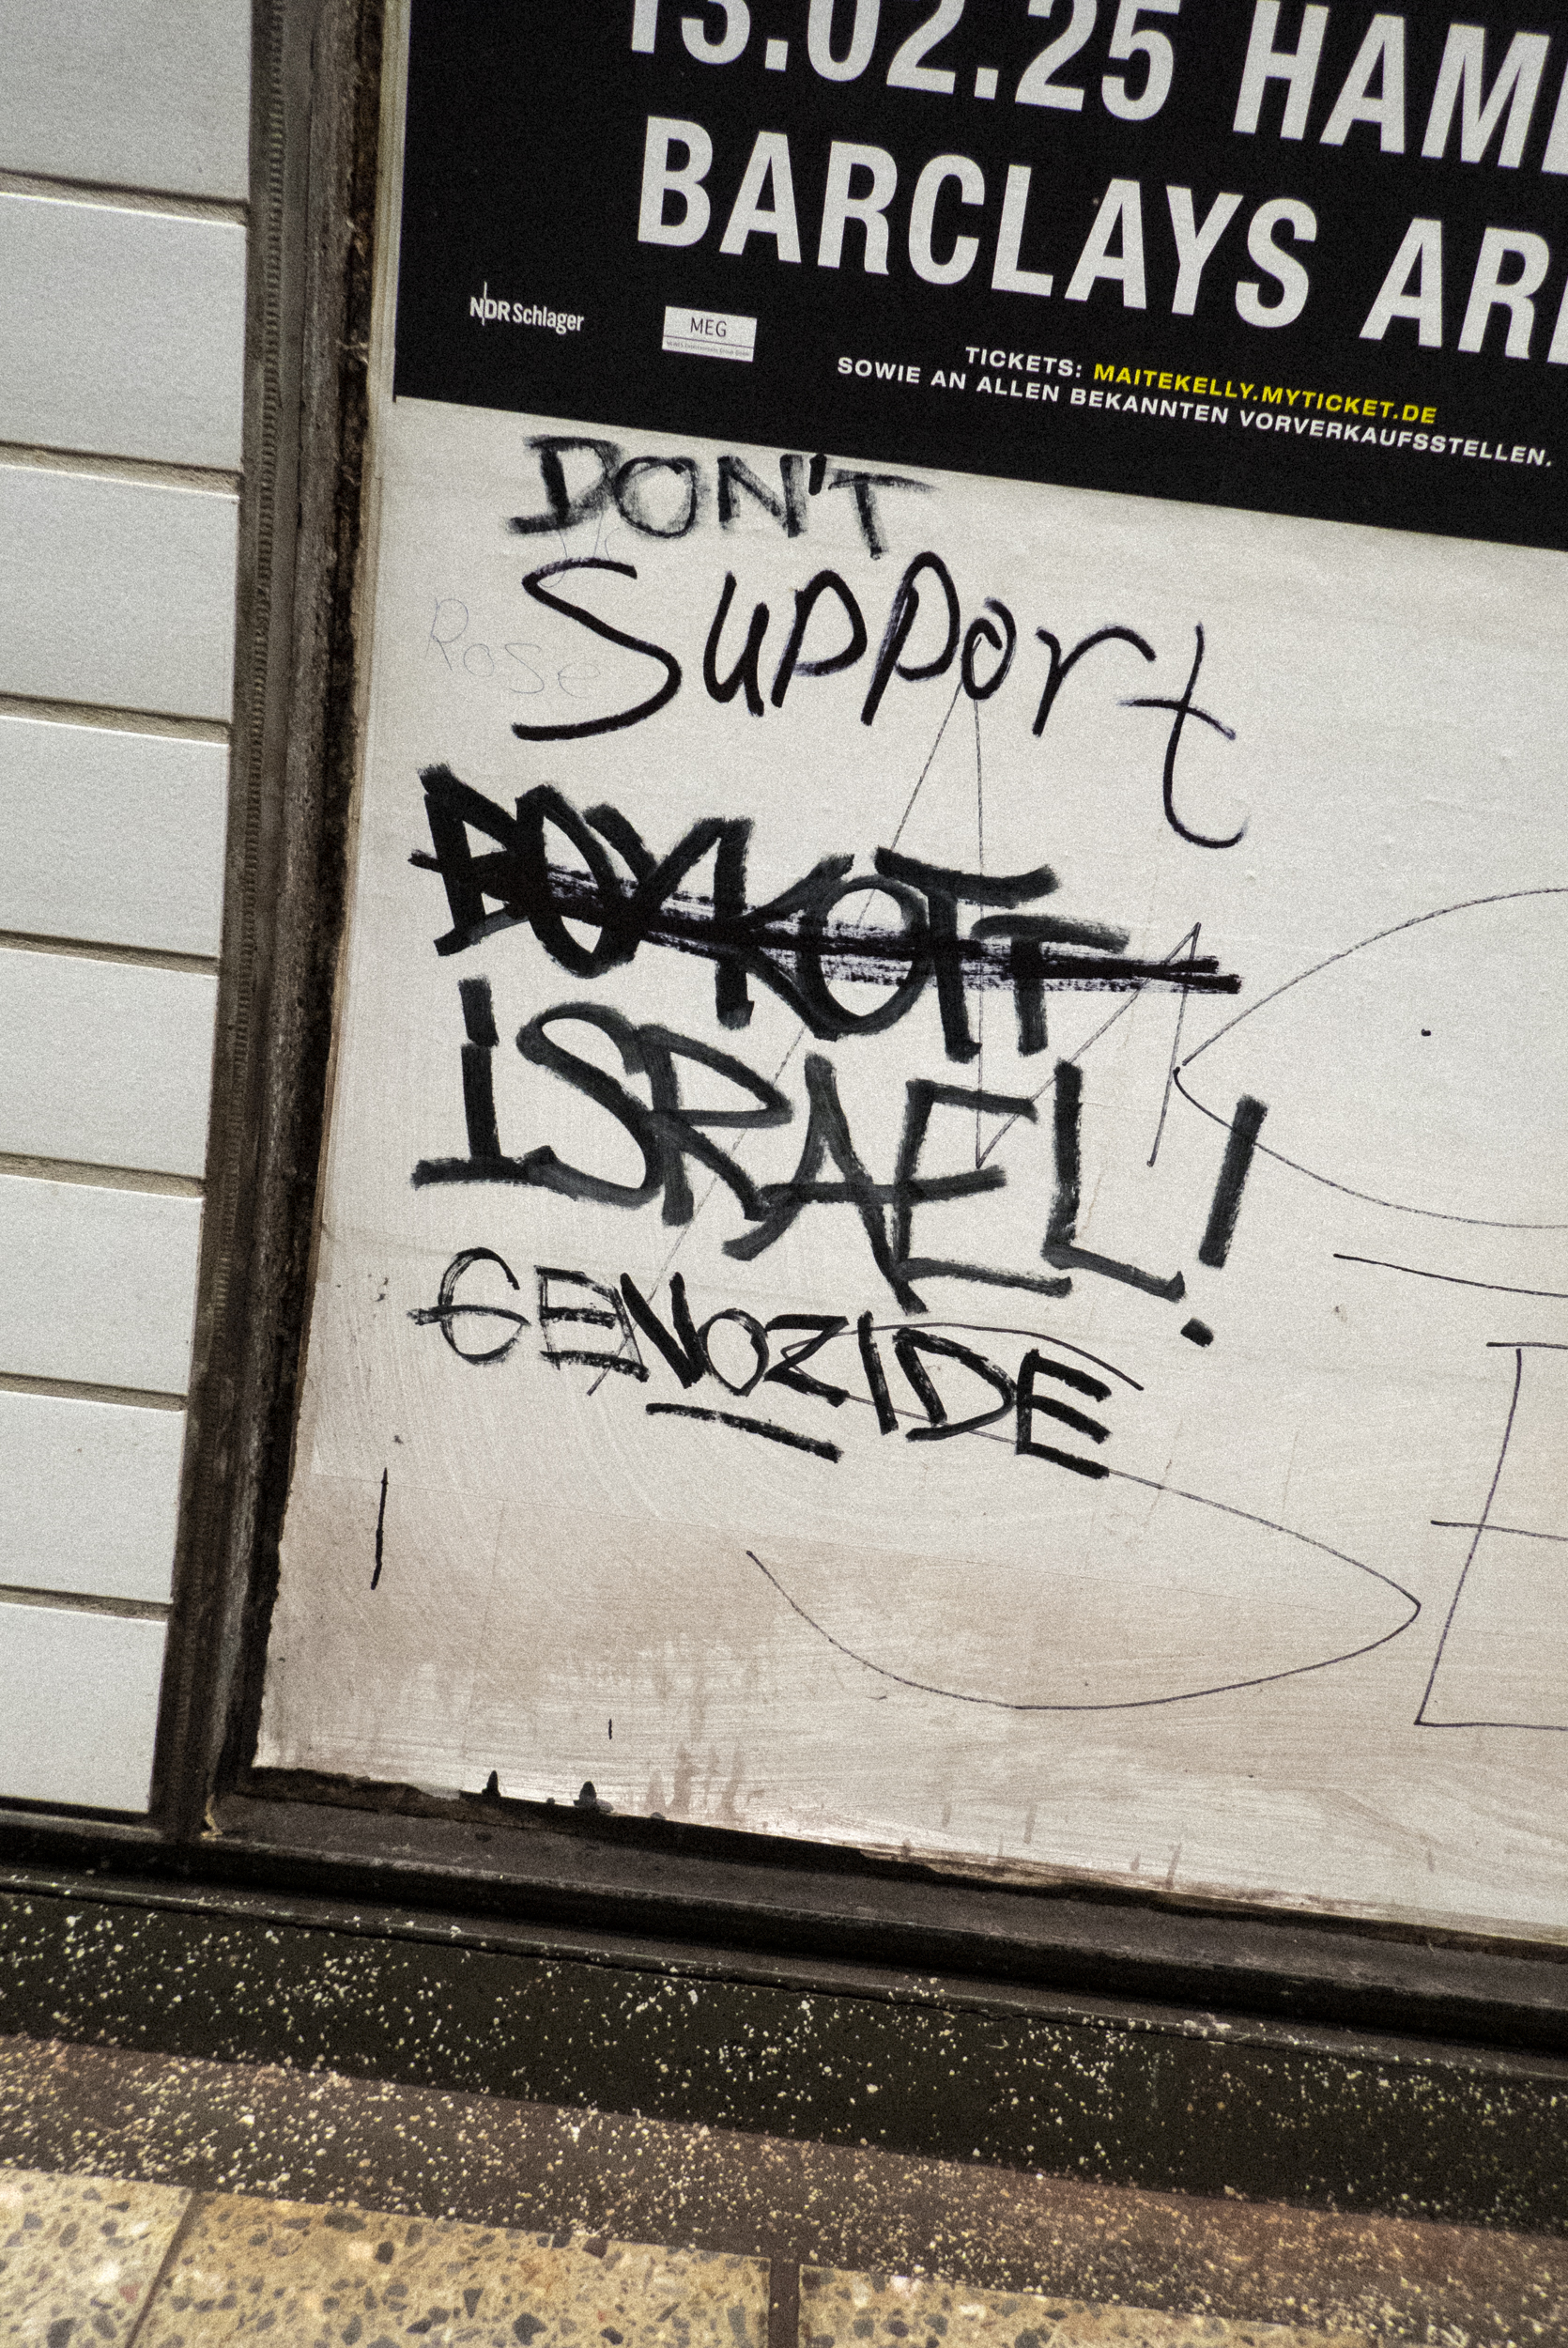 13.02.25 HAM
BARCLAYS AR
NDR Schlager
MEG
TICKETS: MAITEKELLY.MYTICKET.DE
SOWIE AN ALLEN BEKANNTEN VORVERKAUFSSTELLEN.
DON'T
Support
Rose
BOYKOTT
iSRAEL!
GENOZIDE